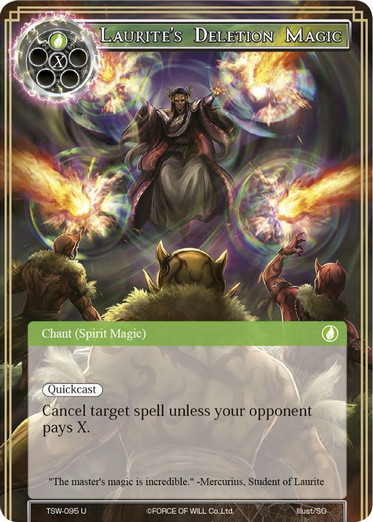 Laurite's Deletion Magic
X
Chant (Spirit Magic)
Quickcast
Cancel target spell unless your opponent
pays X.
"The master's magic is incredible." -Mercurius, Student of Laurite
TSW-095 U ©FORCE OF WILL Co.,Ltd. Illust/SO